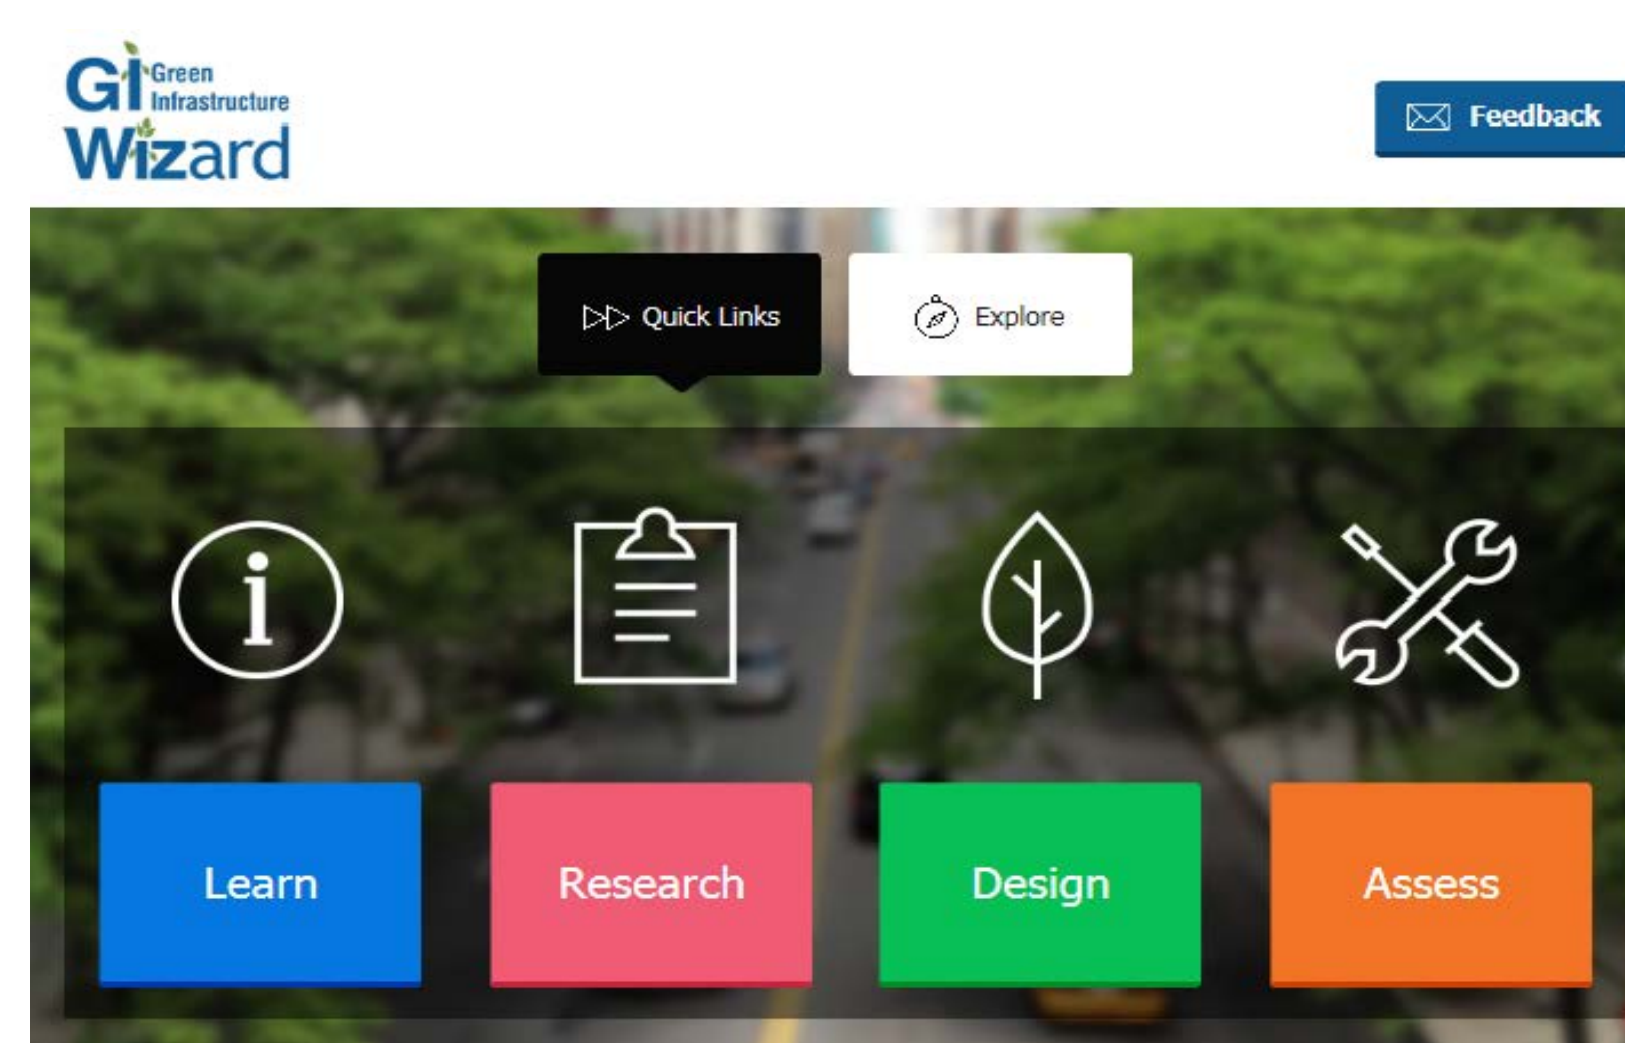 GI Green
Infrastructure
Wizard
Feedback
Quick Links
Explore
Learn
Research
Design
Assess